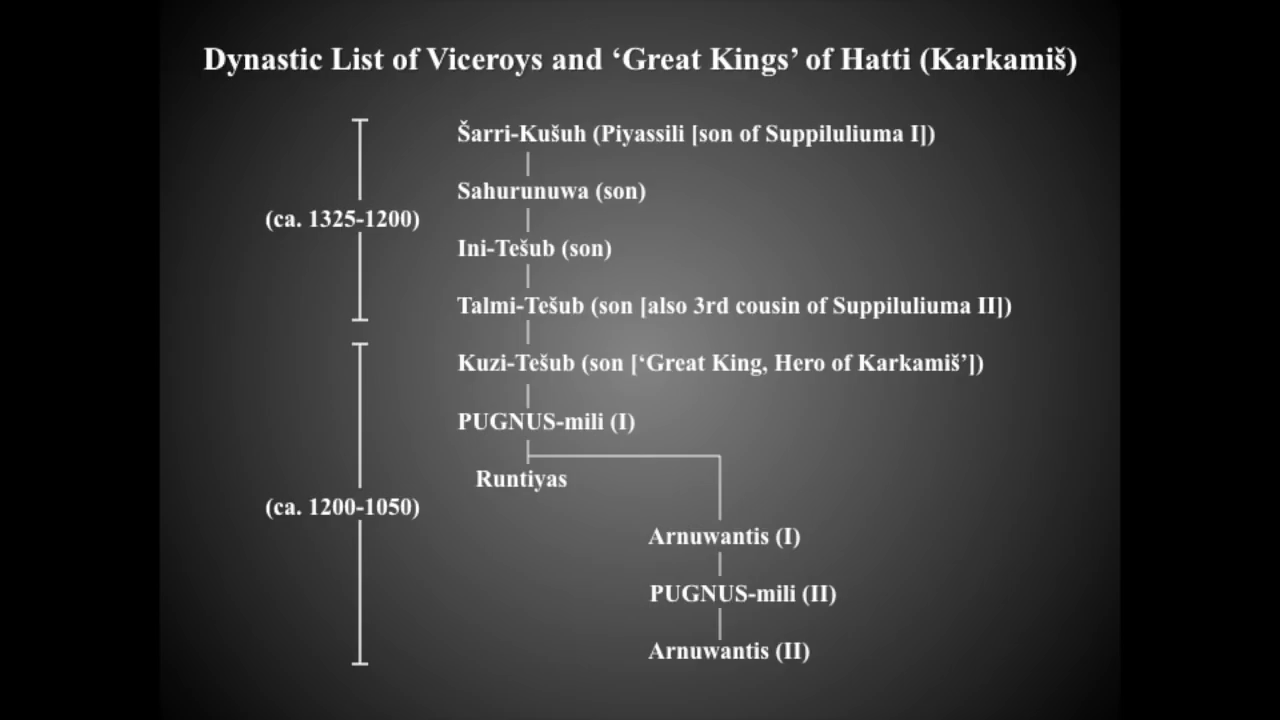 Dynastic List of Viceroys and ‘Great Kings’ of Hatti (Karkamiš)
Šarri-Kušuh (Piyassili [son of Suppiluliuma I])
Sahurunuwa (son)
(ca. 1325-1200)
Ini-Tešub (son)
Talmi-Tešub (son [also 3rd cousin of Suppiluliuma II])
Kuzi-Tešub (son [‘Great King, Hero of Karkamiš’])
PUGNUS-mili (I)
Runtiyas
(ca. 1200-1050)
Arnuwantis (I)
PUGNUS-mili (II)
Arnuwantis (II)